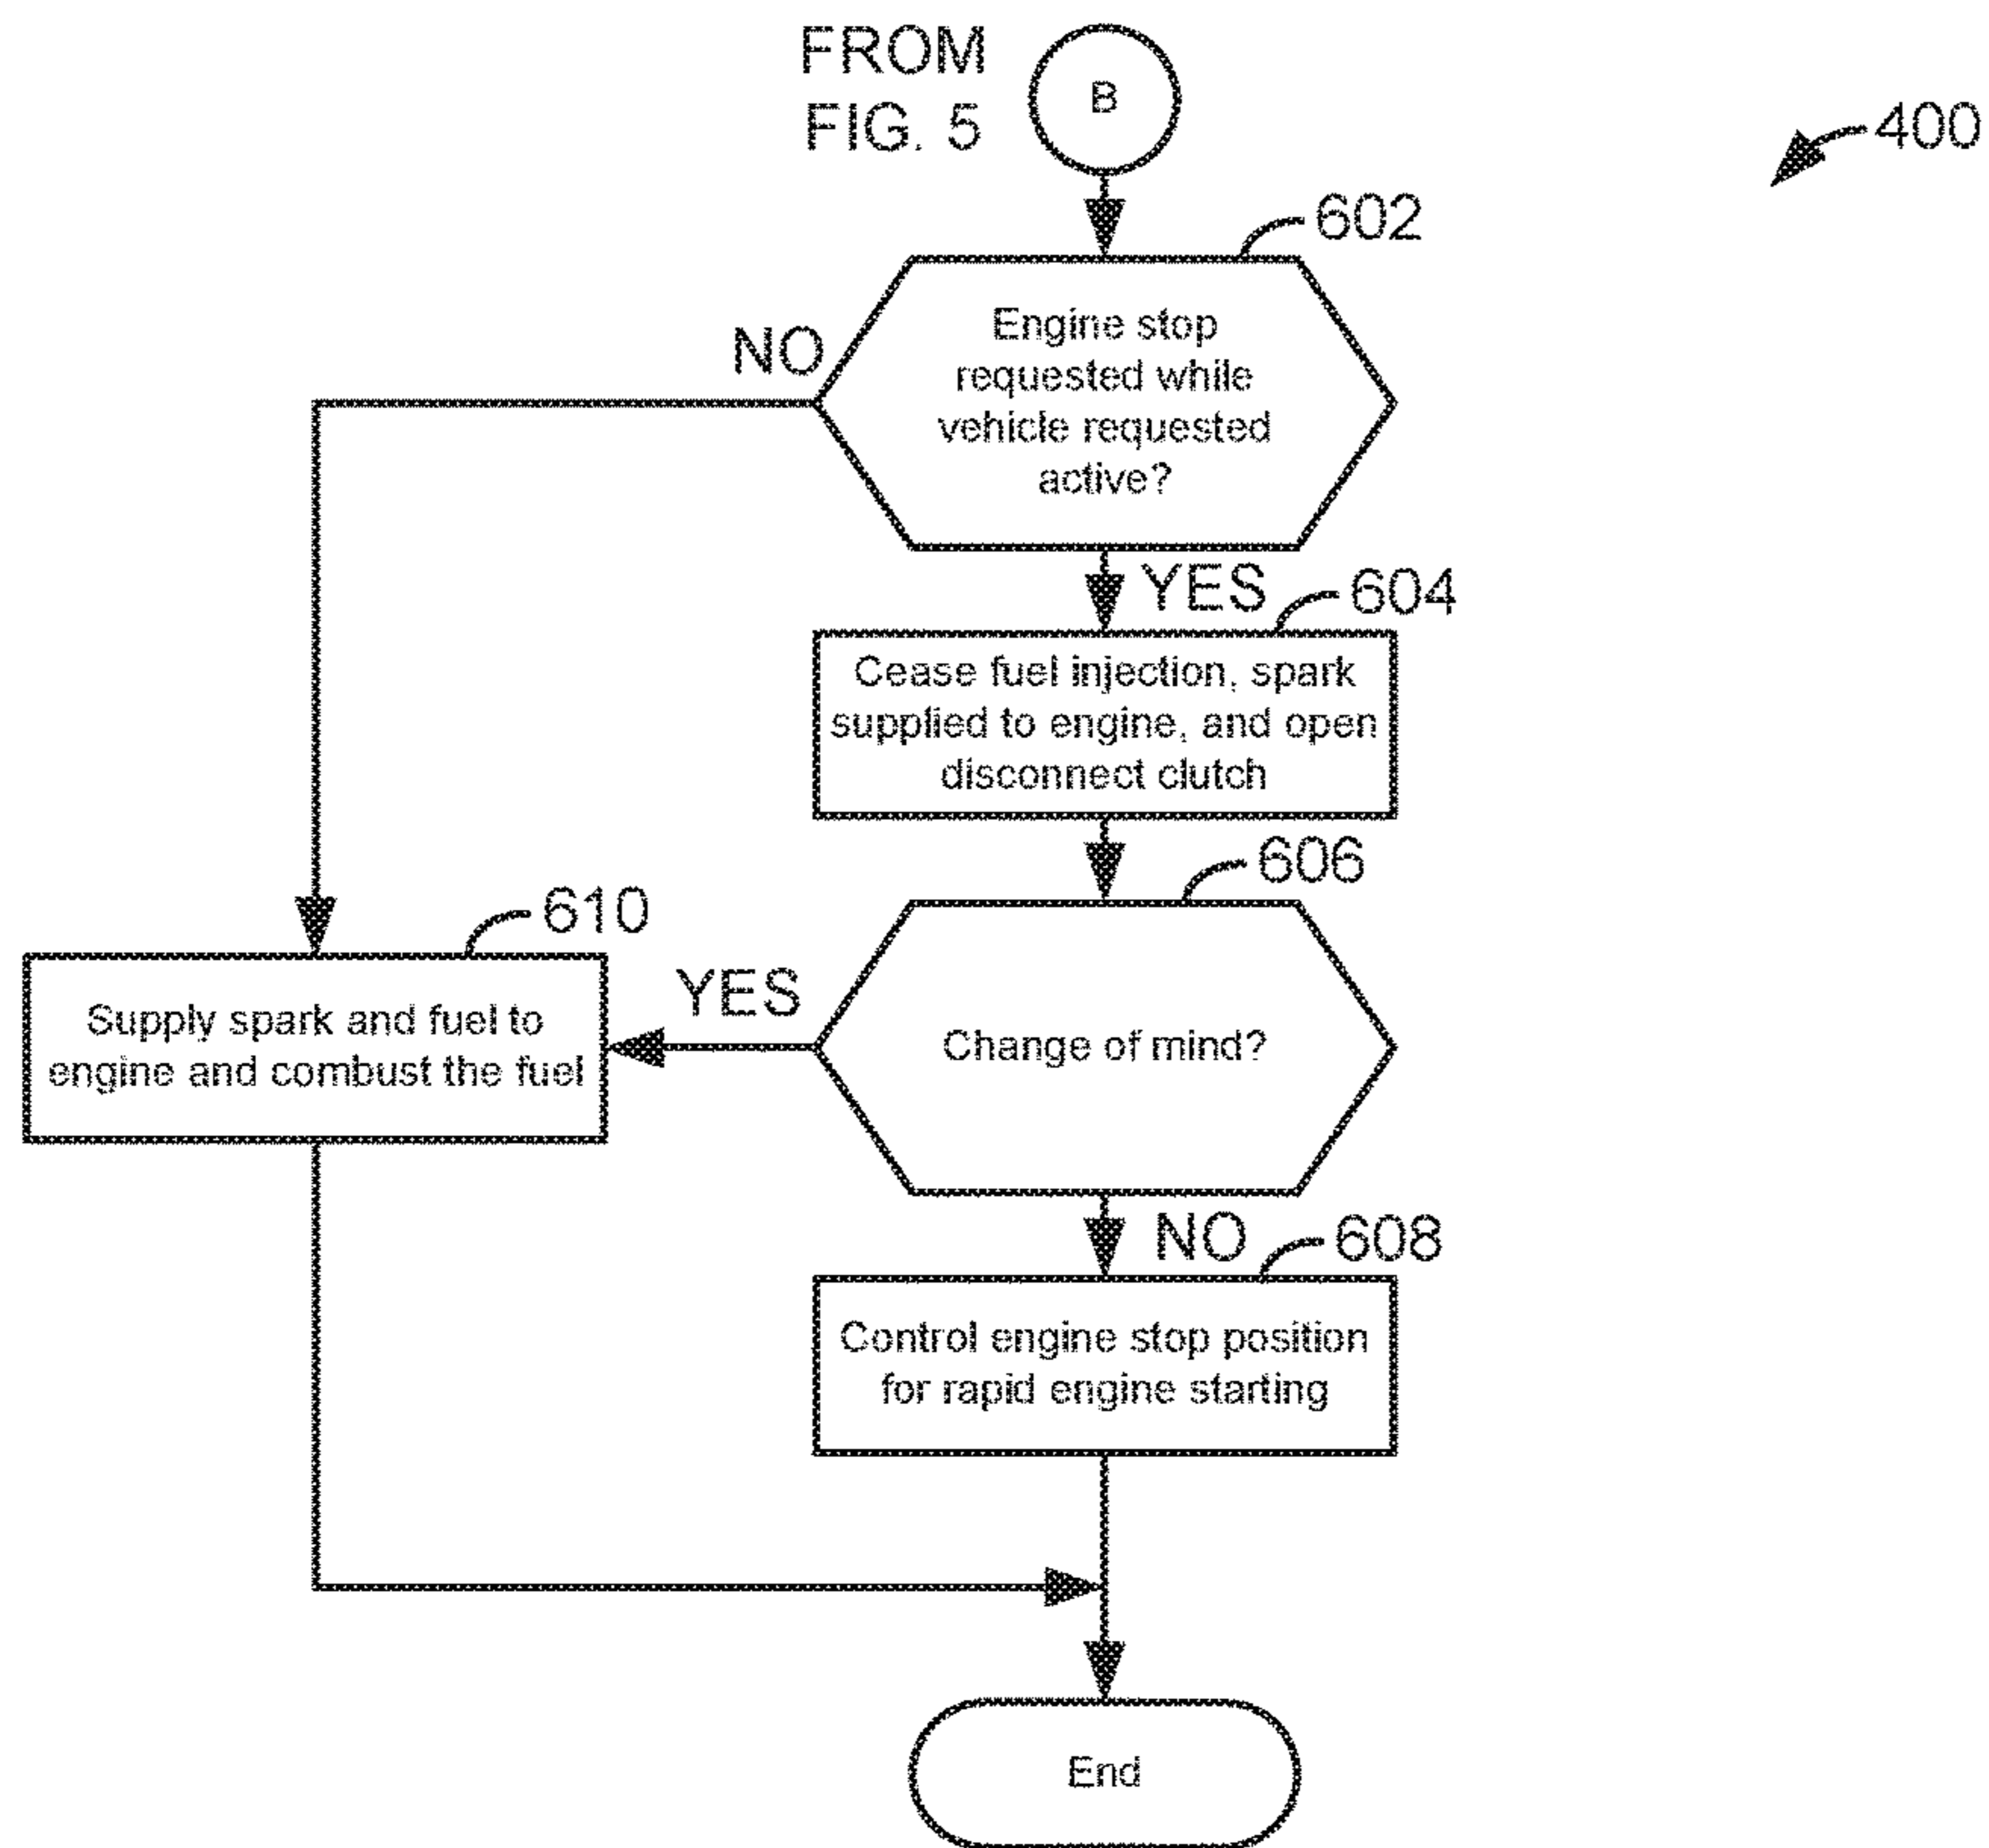 FROM
FIG. 5
B
400
602
Engine stop
requested while
vehicle requested
active?
NO
YES
604
Cease fuel injection, spark
supplied to engine, and open
disconnect clutch
606
610
Supply spark and fuel to
engine and combust the fuel
YES
Change of mind?
NO
608
Control engine stop position
for rapid engine starting
End